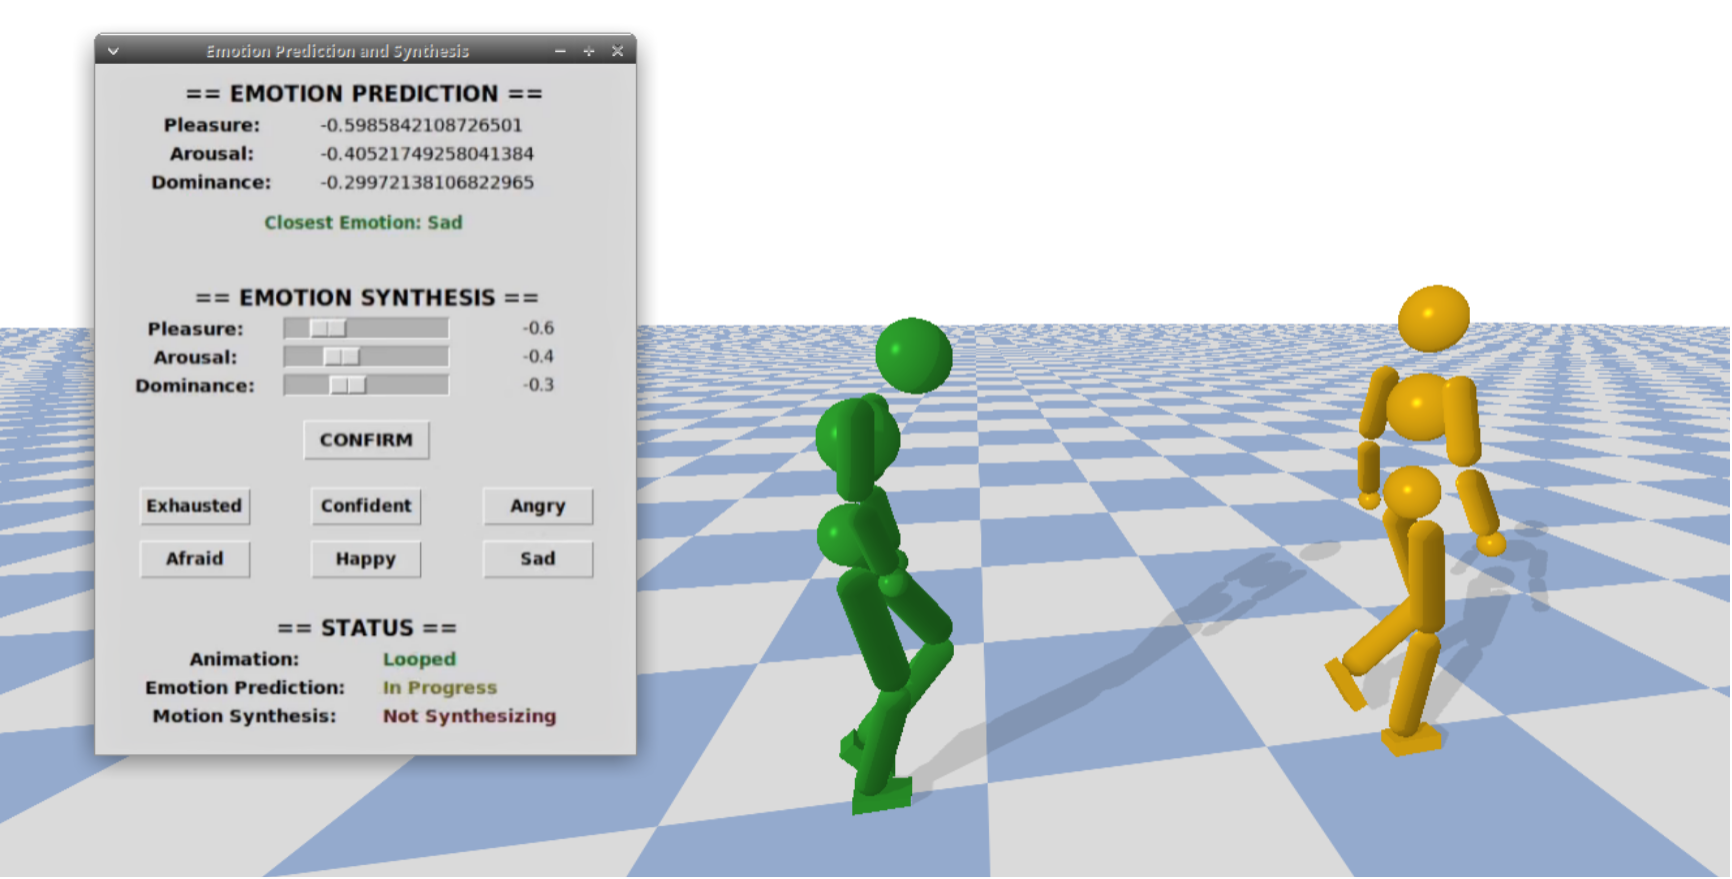 Emotion Prediction and Synthesis
== EMOTION PREDICTION ==
Pleasure: -0.5985842108726501
Arousal: -0.40521749258041384
Dominance: -0.29972138106822965
Closest Emotion: Sad
== EMOTION SYNTHESIS ==
Pleasure: -0.6
Arousal: -0.4
Dominance: -0.3
CONFIRM
Exhausted Confident Angry
Afraid Happy Sad
== STATUS ==
Animation: Looped
Emotion Prediction: In Progress
Motion Synthesis: Not Synthesizing